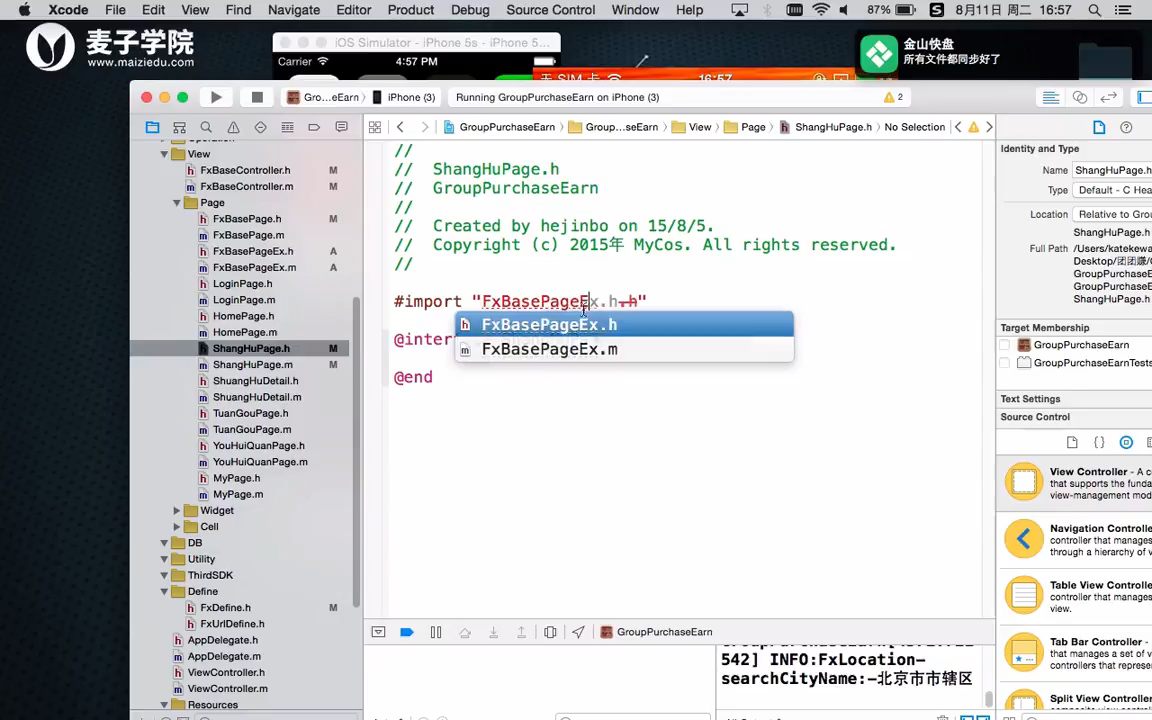 Xcode File Edit View Find Navigate Editor Product Debug Source Control Window Help 87% S 8月11日 周二 16:57
麦子学院
www.maiziedu.com
iOS Simulator - iPhone 5s - iPhone 5...
Carrier 4:57 PM
无 SIM 卡 16:57
金山快盘
所有文件都同步好了
Gro...eEarn iPhone (3) Running GroupPurchaseEarn on iPhone (3) 2
GroupPurchaseEarn Group...seEarn View Page ShangHuPage.h No Selection
View
FxBaseController.h M
FxBaseController.m M
Page
FxBasePage.h M
FxBasePage.m
FxBasePageEx.h A
FxBasePageEx.m A
LoginPage.h
LoginPage.m
HomePage.h
HomePage.m
ShangHuPage.h M
ShangHuPage.m M
ShuangHuDetail.h
ShuangHuDetail.m
TuanGouPage.h
TuanGouPage.m
YouHuiQuanPage.h
YouHuiQuanPage.m
MyPage.h
MyPage.m
Widget
Cell
DB
Utility
ThirdSDK
Define
FxDefine.h M
FxUrlDefine.h
AppDelegate.h
AppDelegate.m
ViewController.h
ViewController.m
Resources
//
// ShangHuPage.h
// GroupPurchaseEarn
//
// Created by hejinbo on 15/8/5.
// Copyright (c) 2015年 MyCos. All rights reserved.
//
#import "FxBasePageEx.h.h"
FxBasePageEx.h
FxBasePageEx.m
@inter
@end
GroupPurchaseEarn
542] INFO:FxLocation-
searchCityName:-北京市市辖区
Identity and Type
Name ShangHuPage.h
Type Default - C Hea
Location Relative to Grou
ShangHuPage.h
Full Path /Users/katekewa
Desktop/团团赚/
GroupPurchaseE
GroupPurchaseE
ShangHuPage.h
Target Membership
GroupPurchaseEarn
GroupPurchaseEarnTests
Text Settings
Source Control
View Controller - A c
that supports the funda
view-management mod
Navigation Controlle
controller that manages
through a hierarchy of v
Table View Controlle
controller that manages
view.
Tab Bar Controller -
that manages a set of v
controllers that represe
Split View Controller
composite view controll